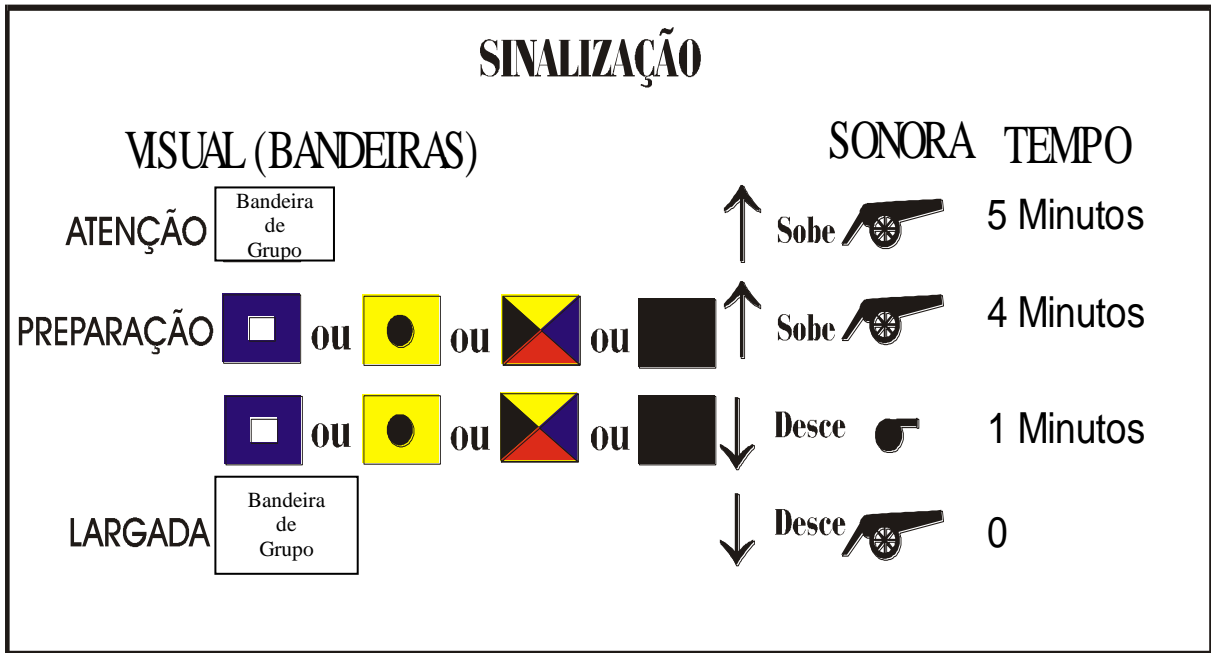 SINALIZAÇÃO
VISUAL (BANDEIRAS) SONORA TEMPO
ATENÇÃO Bandeira de Grupo Sobe 5 Minutos
PREPARAÇÃO ou ou ou Sobe 4 Minutos
ou ou ou Desce 1 Minutos
LARGADA Bandeira de Grupo Desce 0